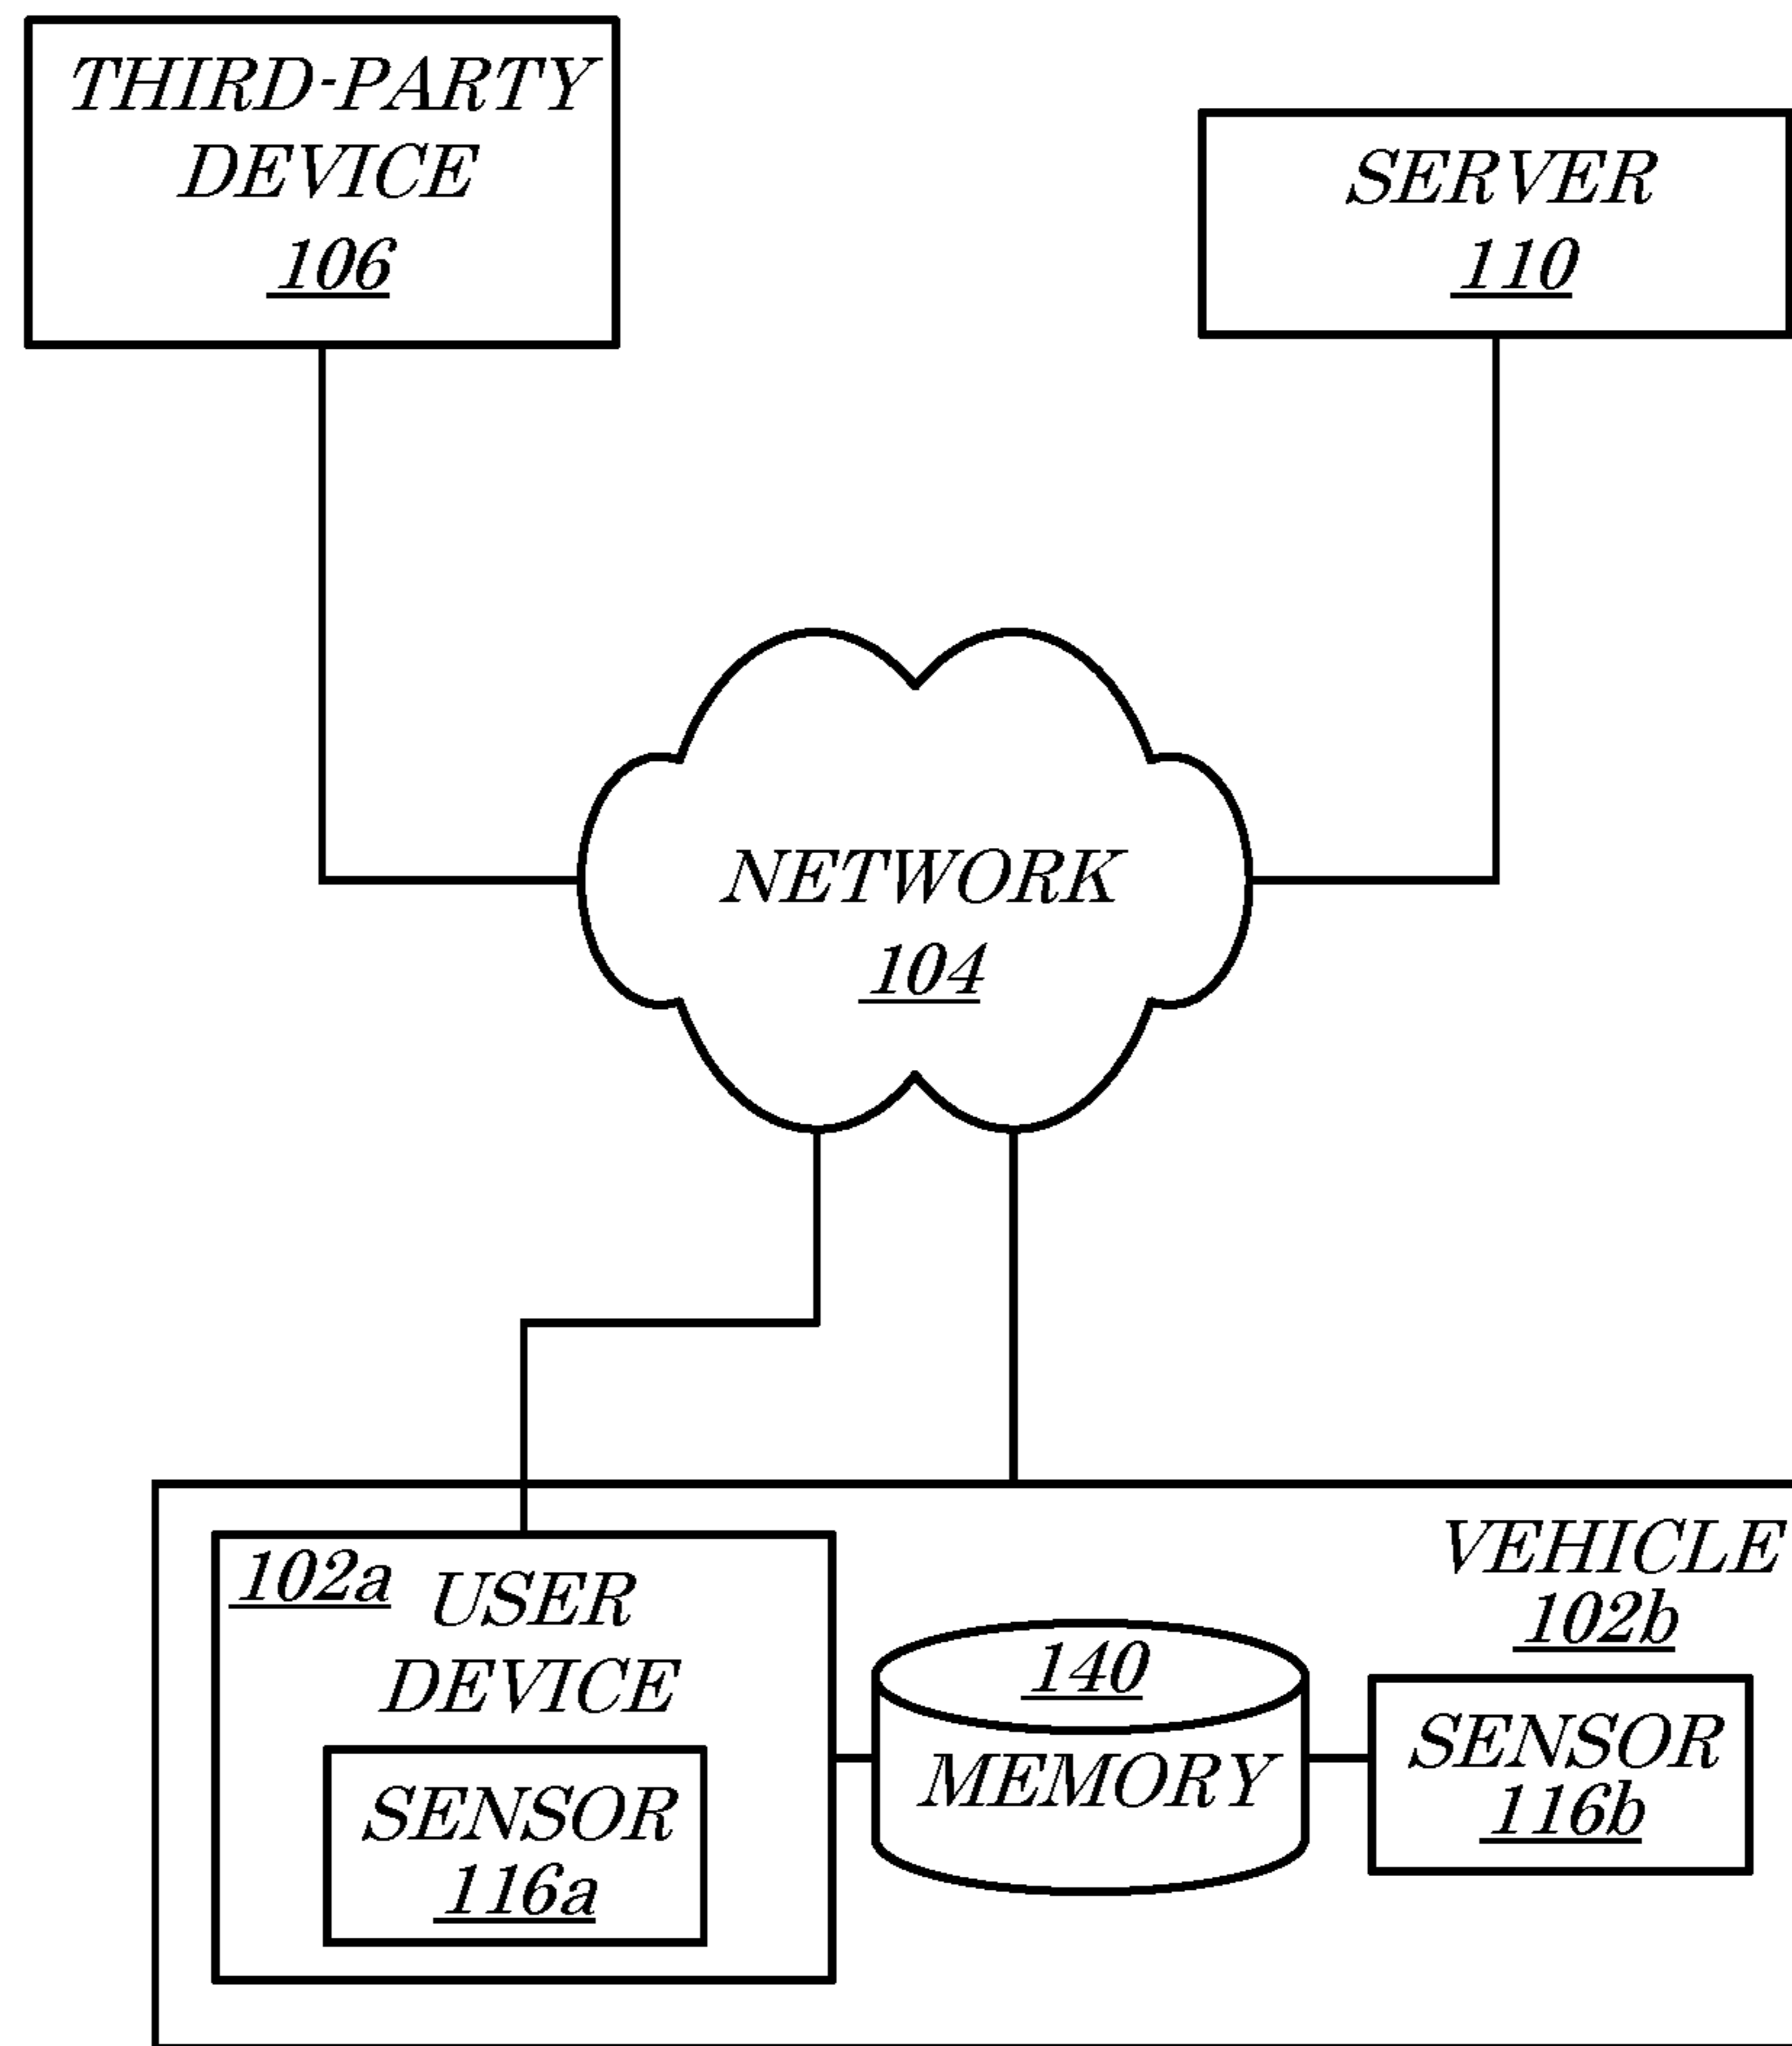 THIRD-PARTY
DEVICE
106
SERVER
110
NETWORK
104
102a
USER
DEVICE
SENSOR
116a
140
MEMORY
VEHICLE
102b
SENSOR
116b